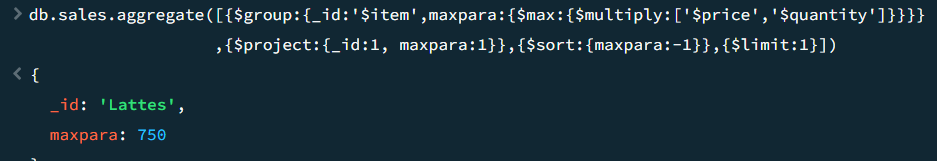 > db.sales.aggregate([{$group:{_id:'$item',maxpara:{$max:{$multiply:['$price','$quantity']}}}}
,{$project:{_id:1, maxpara:1}},{$sort:{maxpara:-1}},{$limit:1}])
< {
_id: 'Lattes',
maxpara: 750
}